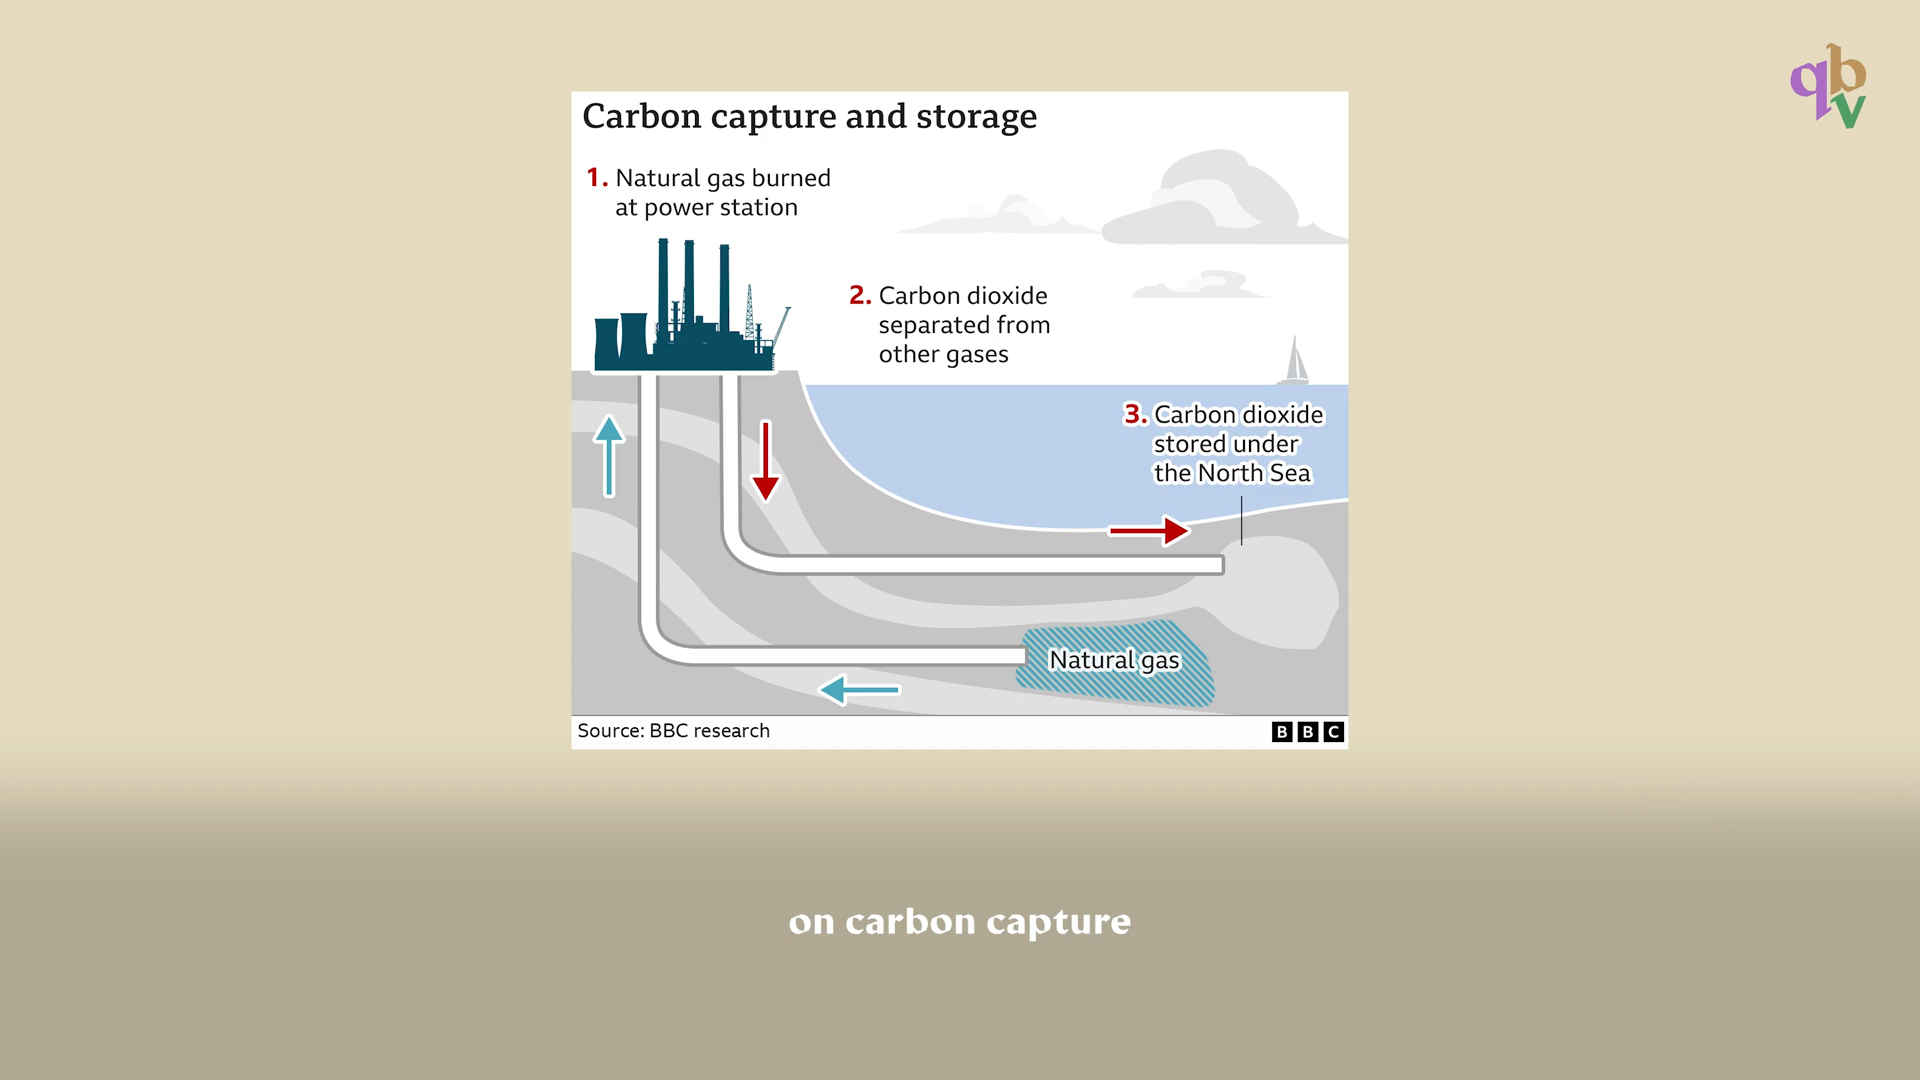 qbv
Carbon capture and storage
1. Natural gas burned
at power station
2. Carbon dioxide
separated from
other gases
3. Carbon dioxide
stored under
the North Sea
Natural gas
Source: BBC research
BBC
on carbon capture